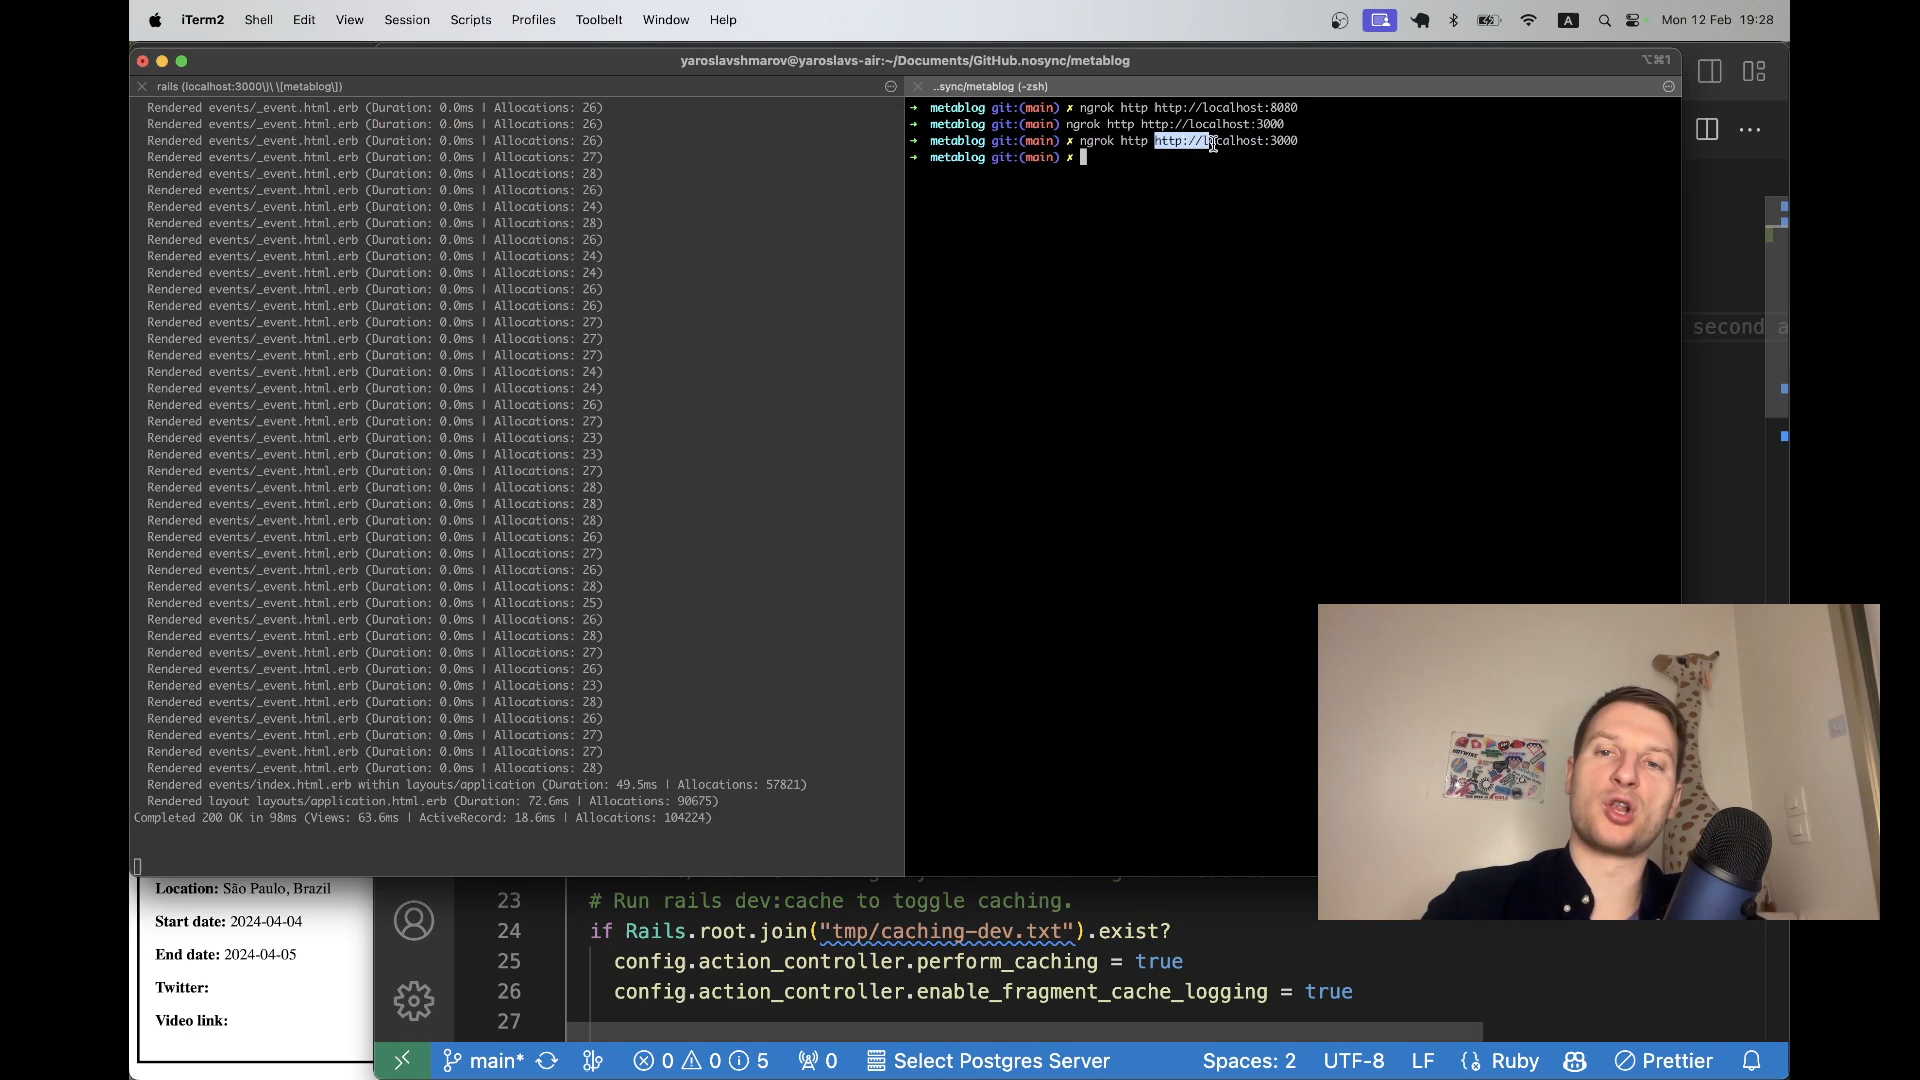 iTerm2 Shell Edit View Session Scripts Profiles Toolbelt Window Help A Mon 12 Feb 19:28
yaroslavshmarov@yaroslavs-air:~/Documents/GitHub.nosync/metablog ⌥⌘1
rails (localhost:3000\)\ \[metablog\])
Rendered events/_event.html.erb (Duration: 0.0ms | Allocations: 26)
Rendered events/_event.html.erb (Duration: 0.0ms | Allocations: 26)
Rendered events/_event.html.erb (Duration: 0.0ms | Allocations: 26)
Rendered events/_event.html.erb (Duration: 0.0ms | Allocations: 27)
Rendered events/_event.html.erb (Duration: 0.0ms | Allocations: 28)
Rendered events/_event.html.erb (Duration: 0.0ms | Allocations: 26)
Rendered events/_event.html.erb (Duration: 0.0ms | Allocations: 24)
Rendered events/_event.html.erb (Duration: 0.0ms | Allocations: 28)
Rendered events/_event.html.erb (Duration: 0.0ms | Allocations: 26)
Rendered events/_event.html.erb (Duration: 0.0ms | Allocations: 24)
Rendered events/_event.html.erb (Duration: 0.0ms | Allocations: 24)
Rendered events/_event.html.erb (Duration: 0.0ms | Allocations: 26)
Rendered events/_event.html.erb (Duration: 0.0ms | Allocations: 26)
Rendered events/_event.html.erb (Duration: 0.0ms | Allocations: 27)
Rendered events/_event.html.erb (Duration: 0.0ms | Allocations: 27)
Rendered events/_event.html.erb (Duration: 0.0ms | Allocations: 27)
Rendered events/_event.html.erb (Duration: 0.0ms | Allocations: 24)
Rendered events/_event.html.erb (Duration: 0.0ms | Allocations: 24)
Rendered events/_event.html.erb (Duration: 0.0ms | Allocations: 26)
Rendered events/_event.html.erb (Duration: 0.0ms | Allocations: 27)
Rendered events/_event.html.erb (Duration: 0.0ms | Allocations: 23)
Rendered events/_event.html.erb (Duration: 0.0ms | Allocations: 23)
Rendered events/_event.html.erb (Duration: 0.0ms | Allocations: 27)
Rendered events/_event.html.erb (Duration: 0.0ms | Allocations: 28)
Rendered events/_event.html.erb (Duration: 0.0ms | Allocations: 28)
Rendered events/_event.html.erb (Duration: 0.0ms | Allocations: 28)
Rendered events/_event.html.erb (Duration: 0.0ms | Allocations: 26)
Rendered events/_event.html.erb (Duration: 0.0ms | Allocations: 27)
Rendered events/_event.html.erb (Duration: 0.0ms | Allocations: 26)
Rendered events/_event.html.erb (Duration: 0.0ms | Allocations: 28)
Rendered events/_event.html.erb (Duration: 0.0ms | Allocations: 25)
Rendered events/_event.html.erb (Duration: 0.0ms | Allocations: 26)
Rendered events/_event.html.erb (Duration: 0.0ms | Allocations: 28)
Rendered events/_event.html.erb (Duration: 0.0ms | Allocations: 27)
Rendered events/_event.html.erb (Duration: 0.0ms | Allocations: 26)
Rendered events/_event.html.erb (Duration: 0.0ms | Allocations: 23)
Rendered events/_event.html.erb (Duration: 0.0ms | Allocations: 28)
Rendered events/_event.html.erb (Duration: 0.0ms | Allocations: 26)
Rendered events/_event.html.erb (Duration: 0.0ms | Allocations: 27)
Rendered events/_event.html.erb (Duration: 0.0ms | Allocations: 27)
Rendered events/_event.html.erb (Duration: 0.0ms | Allocations: 28)
Rendered events/index.html.erb within layouts/application (Duration: 49.5ms | Allocations: 57821)
Rendered layout layouts/application.html.erb (Duration: 72.6ms | Allocations: 90675)
Completed 200 OK in 98ms (Views: 63.6ms | ActiveRecord: 18.6ms | Allocations: 104224)
..sync/metablog (-zsh)
➜ metablog git:(main) ✗ ngrok http http://localhost:8080
➜ metablog git:(main) ngrok http http://localhost:3000
➜ metablog git:(main) ✗ ngrok http http://localhost:3000
➜ metablog git:(main) ✗
second a
HOTWIRE
Location: São Paulo, Brazil
Start date: 2024-04-04
End date: 2024-04-05
Twitter:
Video link:
23 # Run rails dev:cache to toggle caching.
24 if Rails.root.join("tmp/caching-dev.txt").exist?
25 config.action_controller.perform_caching = true
26 config.action_controller.enable_fragment_cache_logging = true
27
main* 0 0 5 0 Select Postgres Server Spaces: 2 UTF-8 LF {} Ruby Prettier